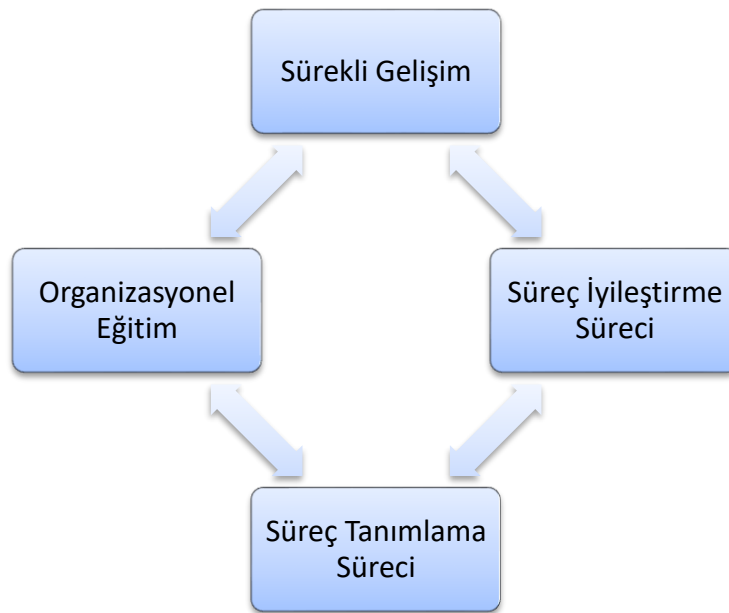 Sürekli Gelişim
Organizasyonel
Eğitim
Süreç İyileştirme
Süreci
Süreç Tanımlama
Süreci